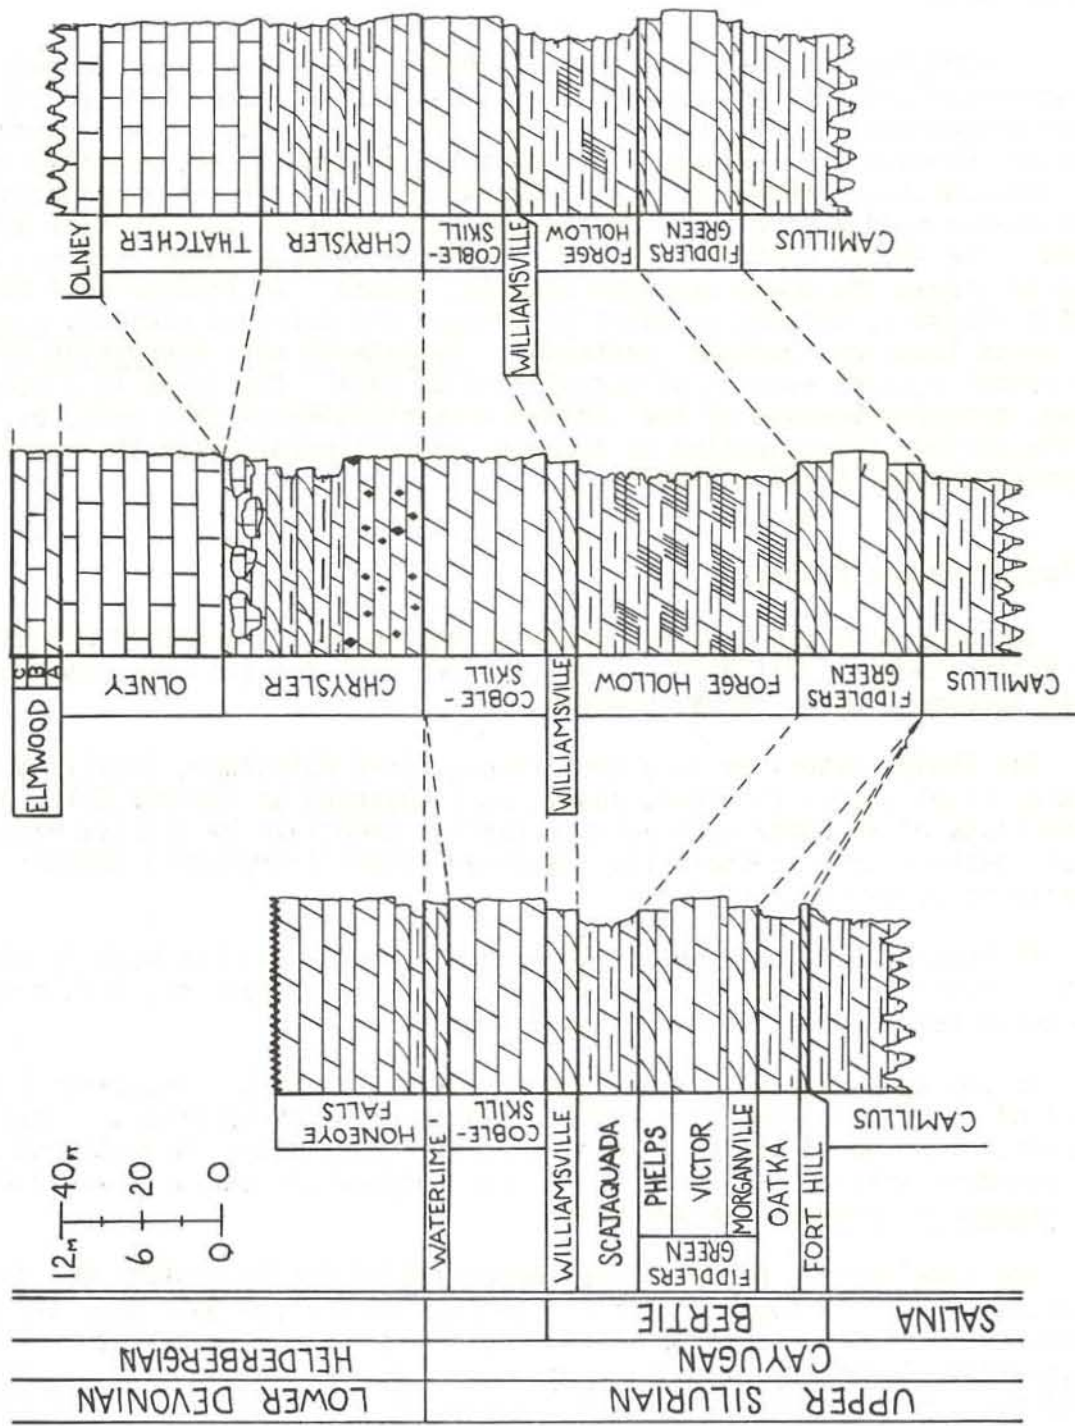 OLNEY
THATCHER
CHRYSLER
COBLE-
SKILL
WILLIAMSVILLE
FORGE
HOLLOW
FIDDLERS
GREEN
CAMILLUS
ELMWOOD
C
B
A
OLNEY
CHRYSLER
COBLE-
SKILL
WILLIAMSVILLE
FORGE HOLLOW
FIDDLERS
GREEN
CAMILLUS
HONEOYE
FALLS
WATERLIME'
COBLE-
SKILL
WILLIAMSVILLE
SCAJAQUADA
PHELPS
VICTOR
MORGANVILLE
FIDDLERS
GREEN
OATKA
FORT HILL
CAMILLUS
12M 40FT
6 20
0 0
SALINA BERTIE
CAYUGAN HELDERBERGIAN
UPPER SILURIAN LOWER DEVONIAN